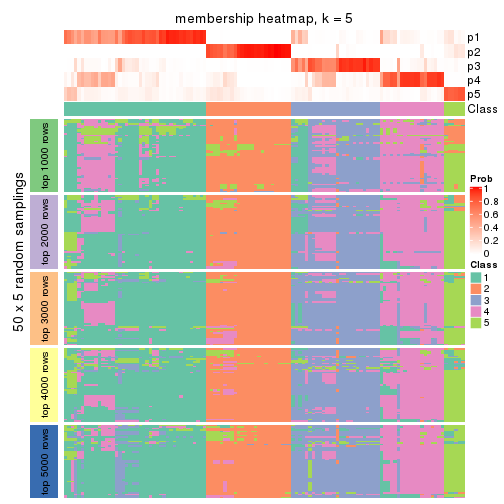 membership heatmap, k = 5
p1
p2
p3
p4
p5
Class
50 x 5 random samplings
top 1000 rows
top 2000 rows
top 3000 rows
top 4000 rows
top 5000 rows
Prob
1
0.8
0.6
0.4
0.2
0
Class
1
2
3
4
5